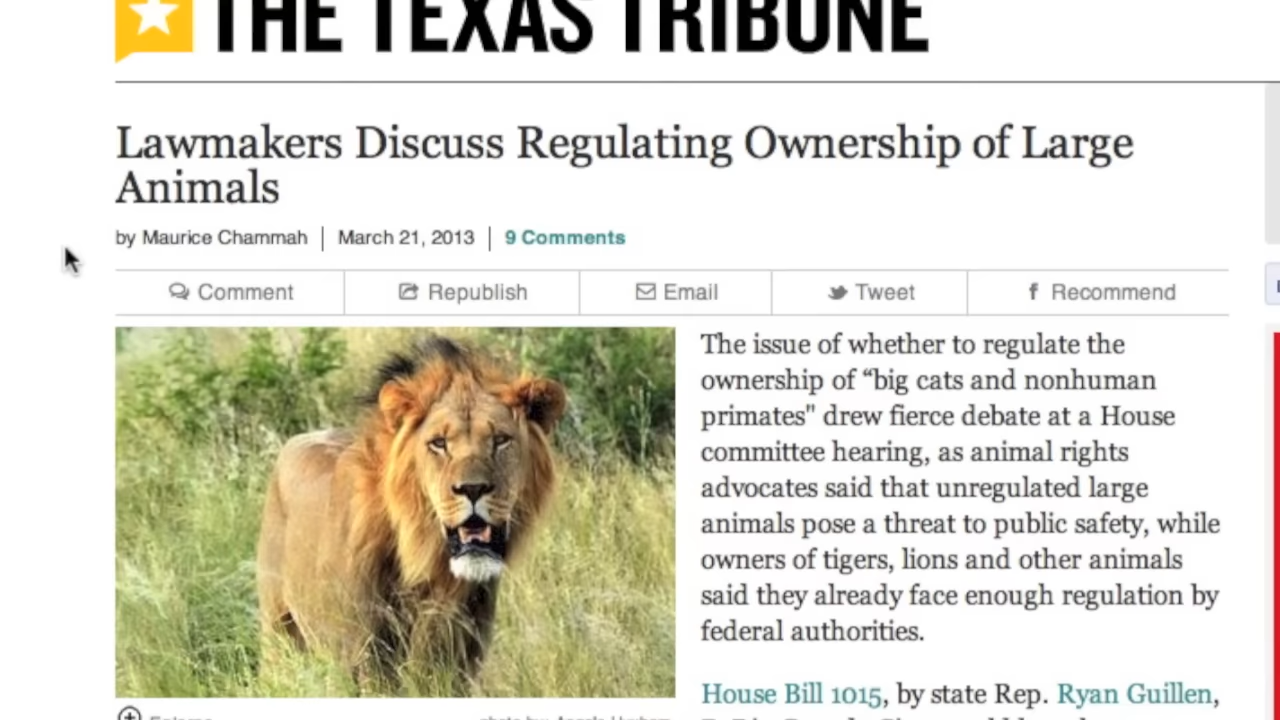 THE TEXAS TRIBUNE
Lawmakers Discuss Regulating Ownership of Large
Animals
by Maurice Chammah | March 21, 2013 | 9 Comments
Comment
Republish
Email
Tweet
Recommend
The issue of whether to regulate the
ownership of “big cats and nonhuman
primates" drew fierce debate at a House
committee hearing, as animal rights
advocates said that unregulated large
animals pose a threat to public safety, while
owners of tigers, lions and other animals
said they already face enough regulation by
federal authorities.
House Bill 1015, by state Rep. Ryan Guillen,